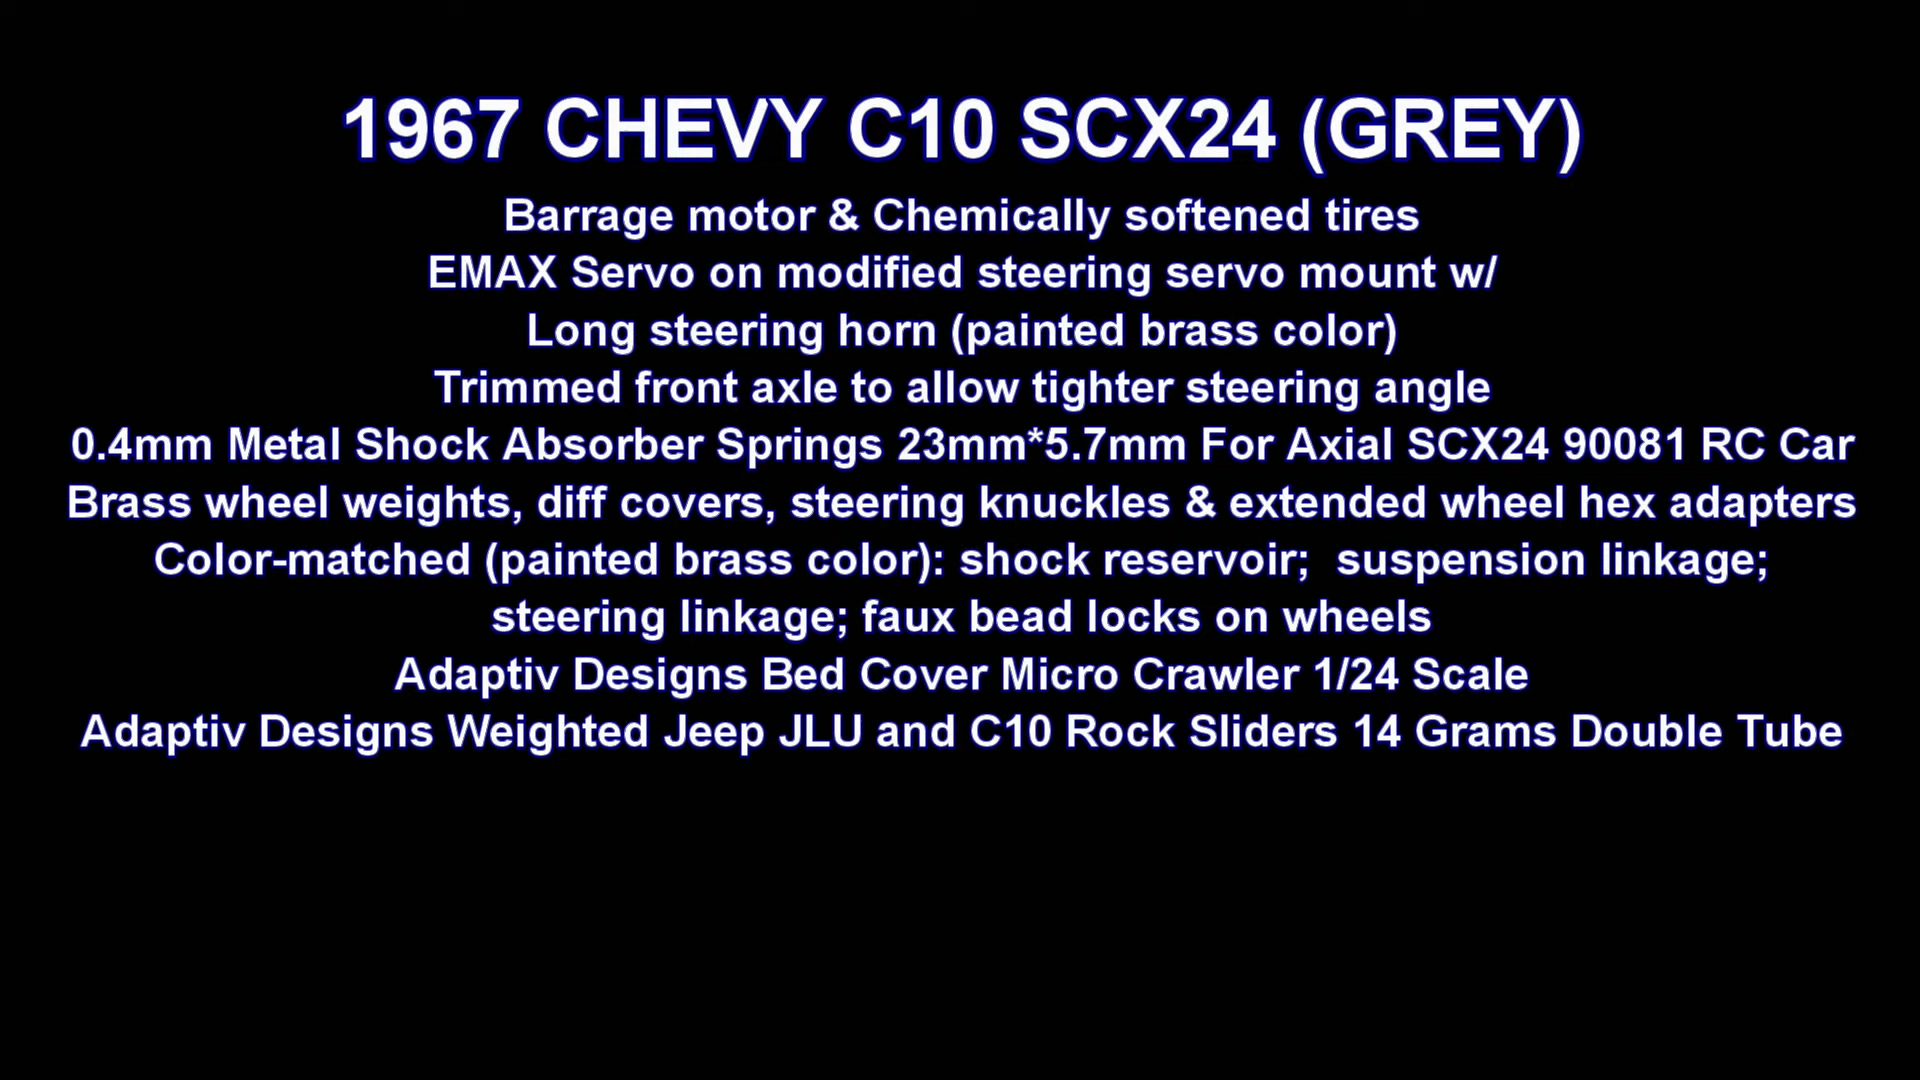 1967 CHEVY C10 SCX24 (GREY)
Barrage motor & Chemically softened tires
EMAX Servo on modified steering servo mount w/
Long steering horn (painted brass color)
Trimmed front axle to allow tighter steering angle
0.4mm Metal Shock Absorber Springs 23mm*5.7mm For Axial SCX24 90081 RC Car
Brass wheel weights, diff covers, steering knuckles & extended wheel hex adapters
Color-matched (painted brass color): shock reservoir;  suspension linkage;
steering linkage; faux bead locks on wheels
Adaptiv Designs Bed Cover Micro Crawler 1/24 Scale
Adaptiv Designs Weighted Jeep JLU and C10 Rock Sliders 14 Grams Double Tube